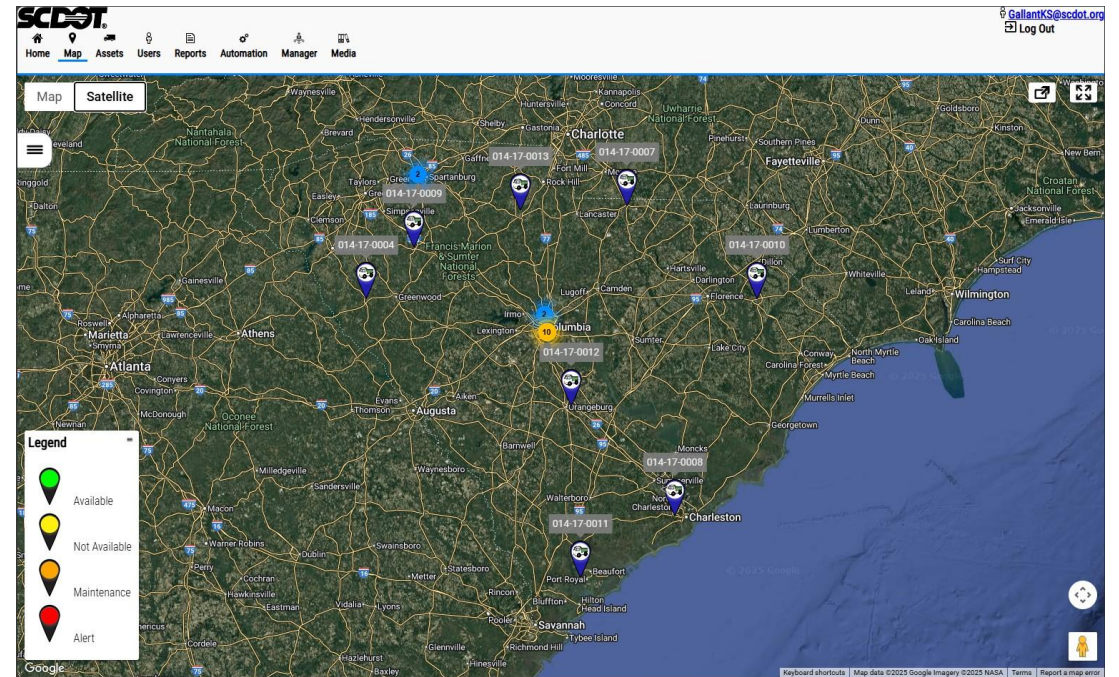 SCDOT.
GallantKS@scdot.org
Log Out
Home Map Assets Users Reports Automation Manager Media
Map Satellite
Waynesville
Mooresville
Kannapolis
Concord
Huntersville
Hendersonville
Shelby
Gastonia
Charlotte
Uwharrie
National Forest
Goldsboro
Dunn
Kinston
Nantahala
National Forest
Brevard
Pinehurst
Southern Pines
Fayetteville
New Bern
Croatan
National Forest
Jacksonville
Emerald Isle
014-17-0013
014-17-0007
Fort Mill
Rock Hill
Taylors
Spartanburg
2
014-17-0009
Easley
Clemson
Lancaster
Laurinburg
Lumberton
Dalton
014-17-0004
Francis Marion
& Sumter
National
Forests
014-17-0010
Dillon
Hartsville
Darlington
Florence
Whiteville
Surf City
Hampstead
Gainesville
Greenwood
Lugoff
Camden
Leland
Wilmington
Carolina Beach
Oak Island
Alpharetta
Roswell
Marietta
Smyrna
Lawrenceville
Athens
Irmo
2
10
Lexington
Sumter
Lake City
Atlanta
014-17-0012
Conway
North Myrtle
Beach
Carolina Forest
Myrtle Beach
Conyers
Covington
Evans
Thomson
Aiken
Augusta
Orangeburg
Murrells Inlet
McDonough
Newnan
Oconee
National Forest
Georgetown
Barnwell
Moncks
014-17-0008
Milledgeville
Waynesboro
Sandersville
Walterboro
Charleston
Charleston
Macon
014-17-0011
Warner Robins
Swainsboro
Dublin
Perry
Statesboro
Metter
Beaufort
Port Royal
Cochran
Hawkinsville
Eastman
Vidalia
Lyons
Rincon
Bluffton
Hilton
Head Island
Pooler
Savannah
Tybee Island
Cordele
Glennville
Richmond Hill
Hazlehurst
Hinesville
Baxley
Legend
Available
Not Available
Maintenance
Alert
Google
Keyboard shortcuts Map data ©2025 Google Imagery ©2025 NASA Terms Report a map error